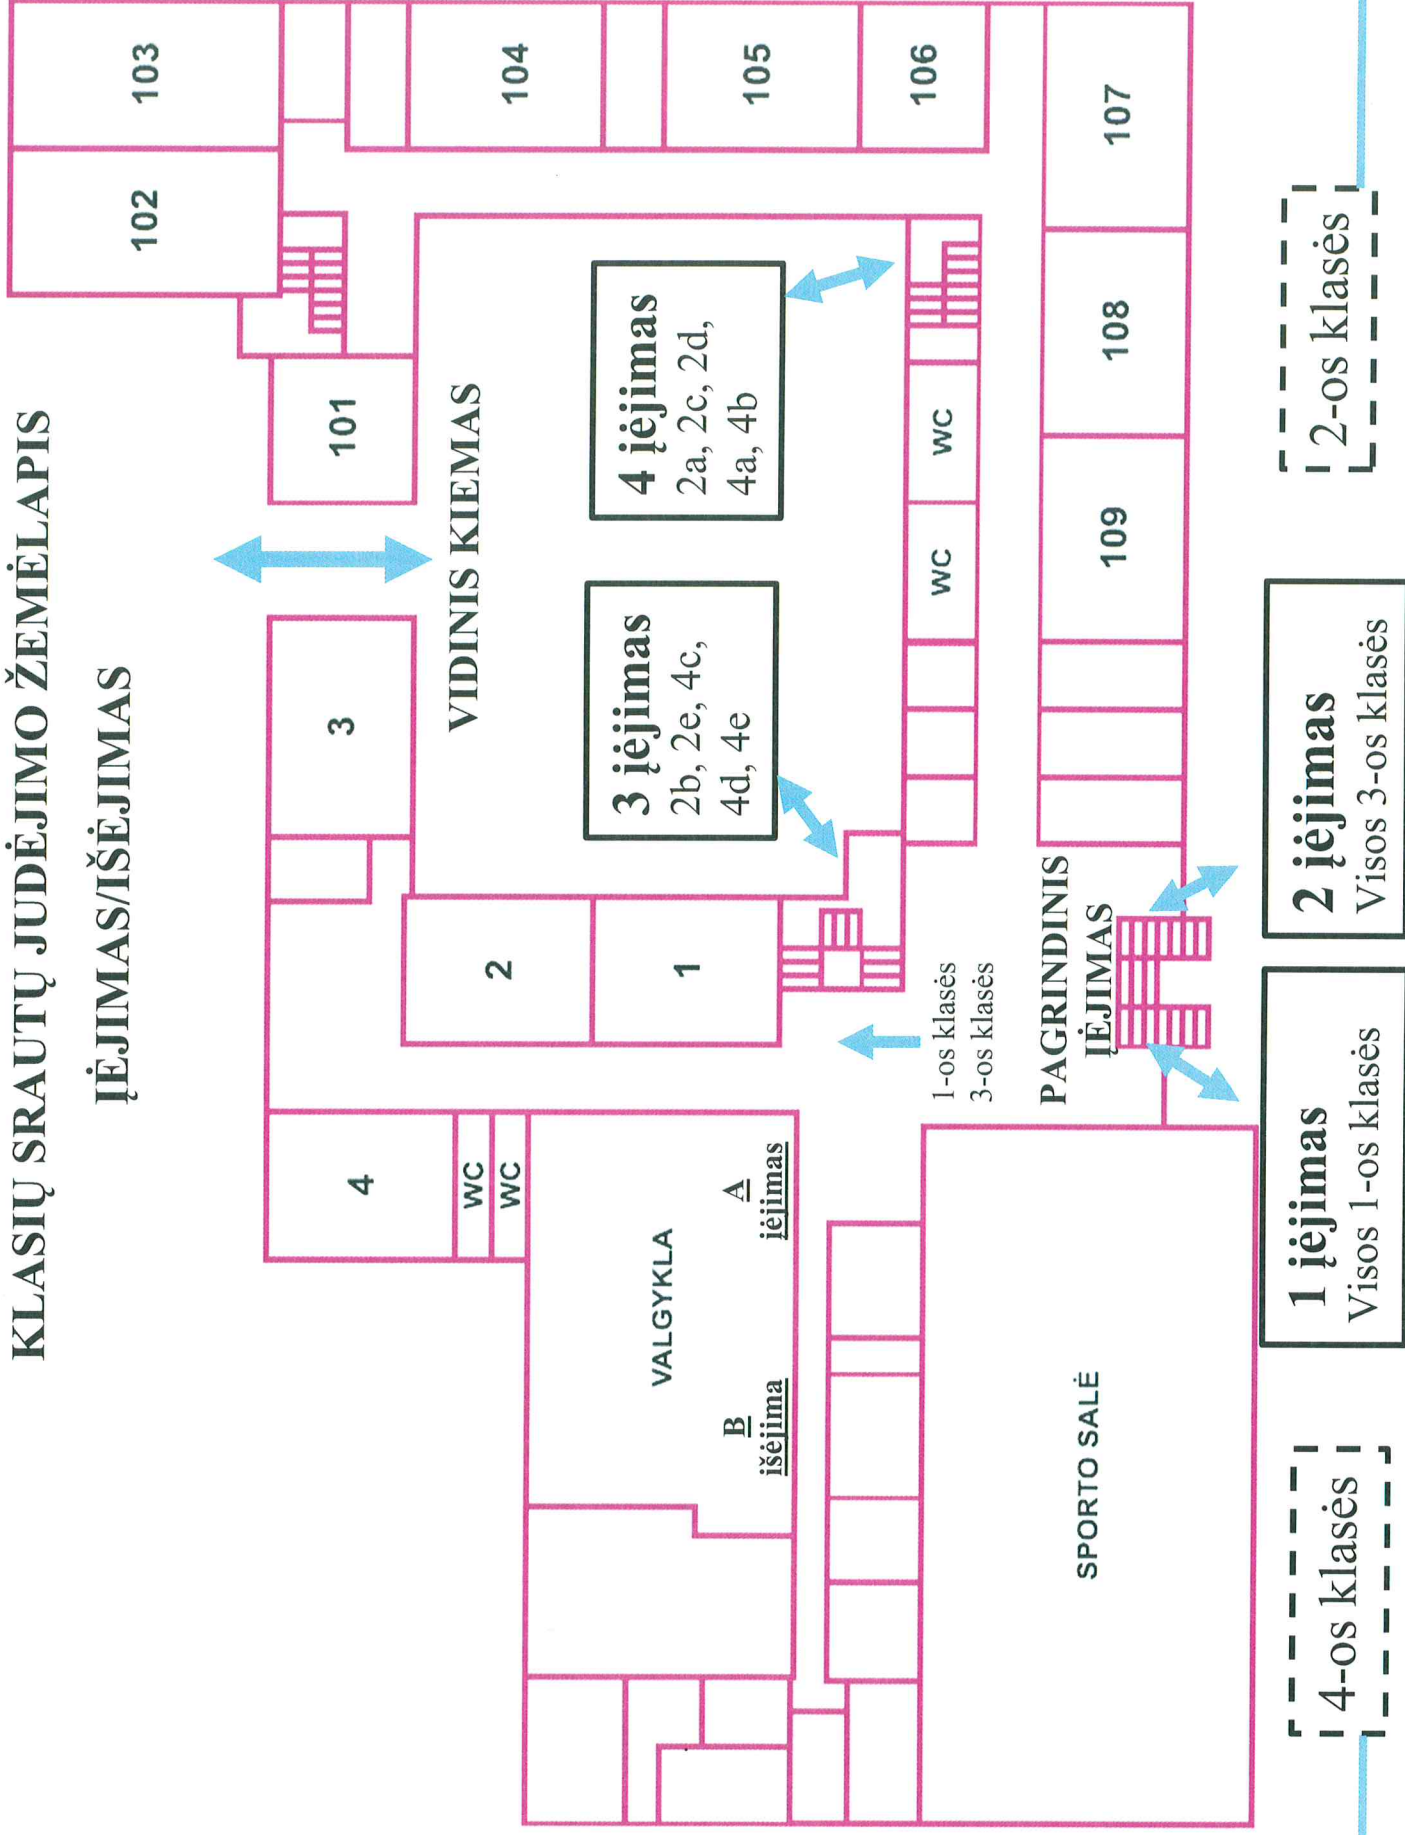 KLASIŲ SRAUTŲ JUDĖJIMO ŽEMĖLAPIS
ĮĖJIMAS/IŠĖJIMAS
4
3
101
102
103
WC
WC
2
VIDINIS KIEMAS
104
VALGYKLA
1
3 įėjimas
2b, 2e, 4c,
4d, 4e
4 įėjimas
2a, 2c, 2d,
4a, 4b
105
B
išėjima
A
įėjimas
1-os klasės
3-os klasės
WC
WC
106
SPORTO SALĖ
PAGRINDINIS
ĮĖJIMAS
109
108
107
4-os klasės
1 įėjimas
Visos 1-os klasės
2 įėjimas
Visos 3-os klasės
2-os klasės